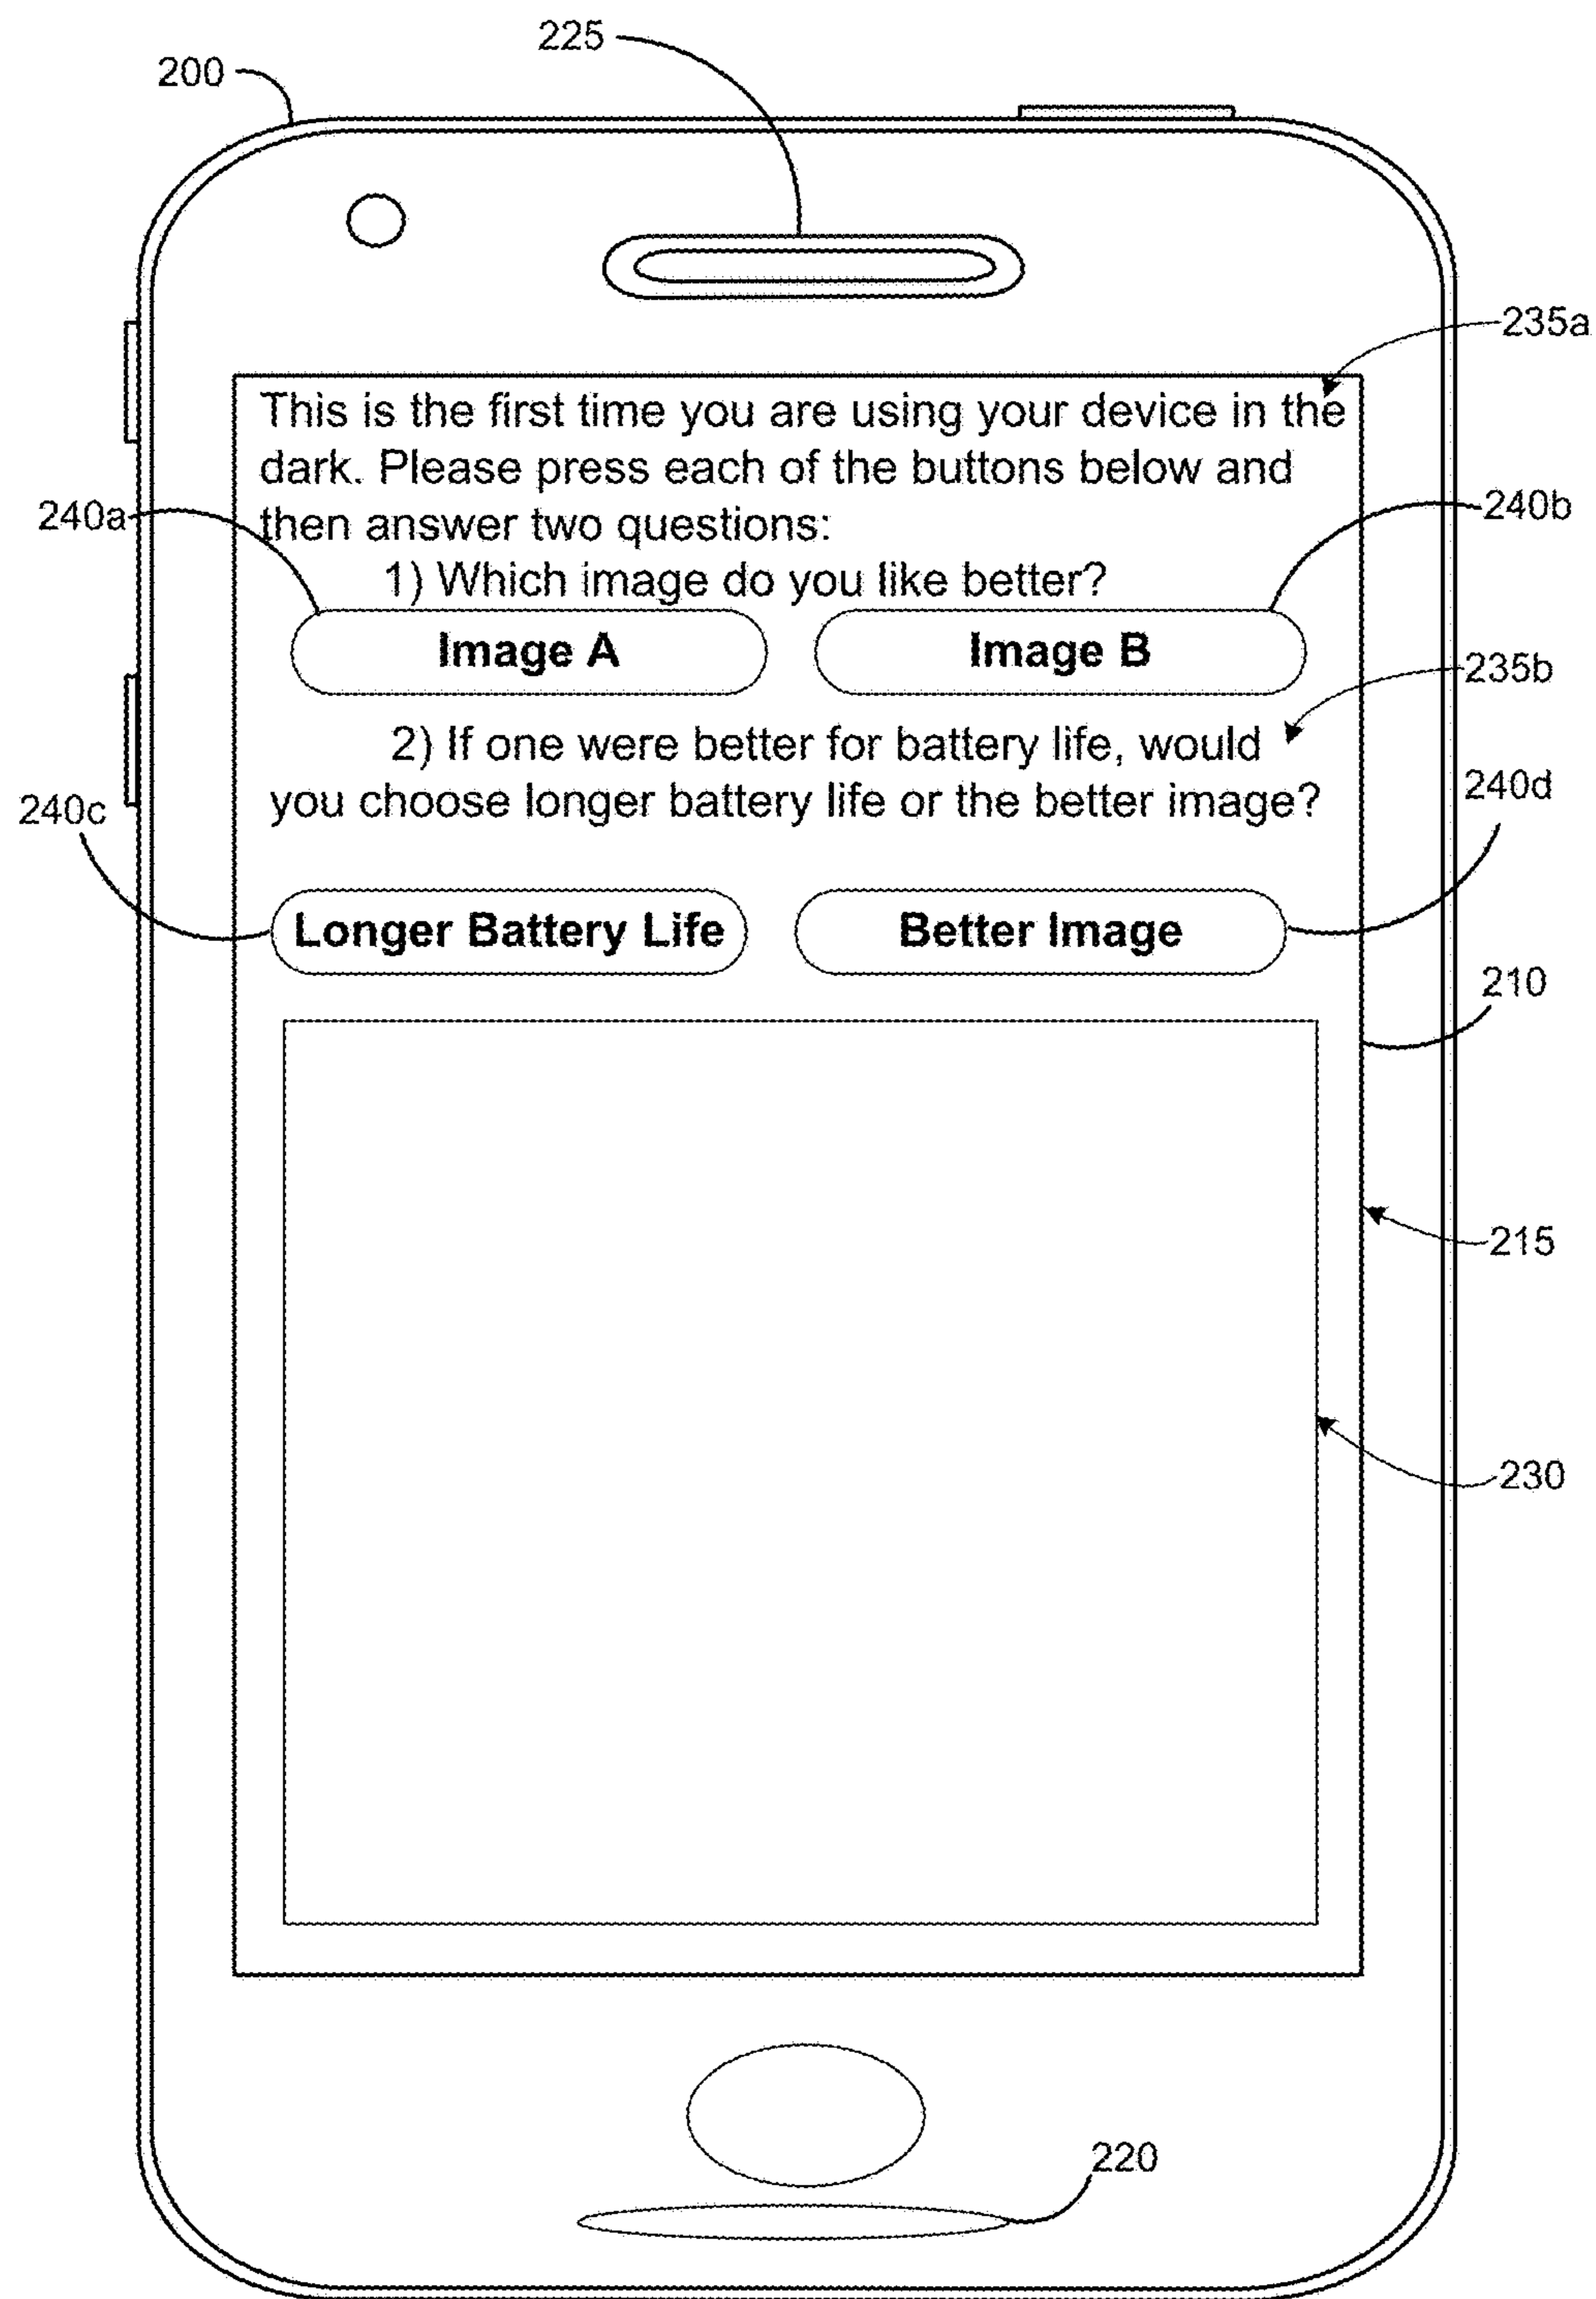 225
200
235a
This is the first time you are using your device in the
dark. Please press each of the buttons below and
240a
240b
then answer two questions:
1) Which image do you like better?
Image A
Image B
235b
2) If one were better for battery life, would
240d
you choose longer battery life or the better image?
240c
Longer Battery Life
Better Image
210
215
230
220